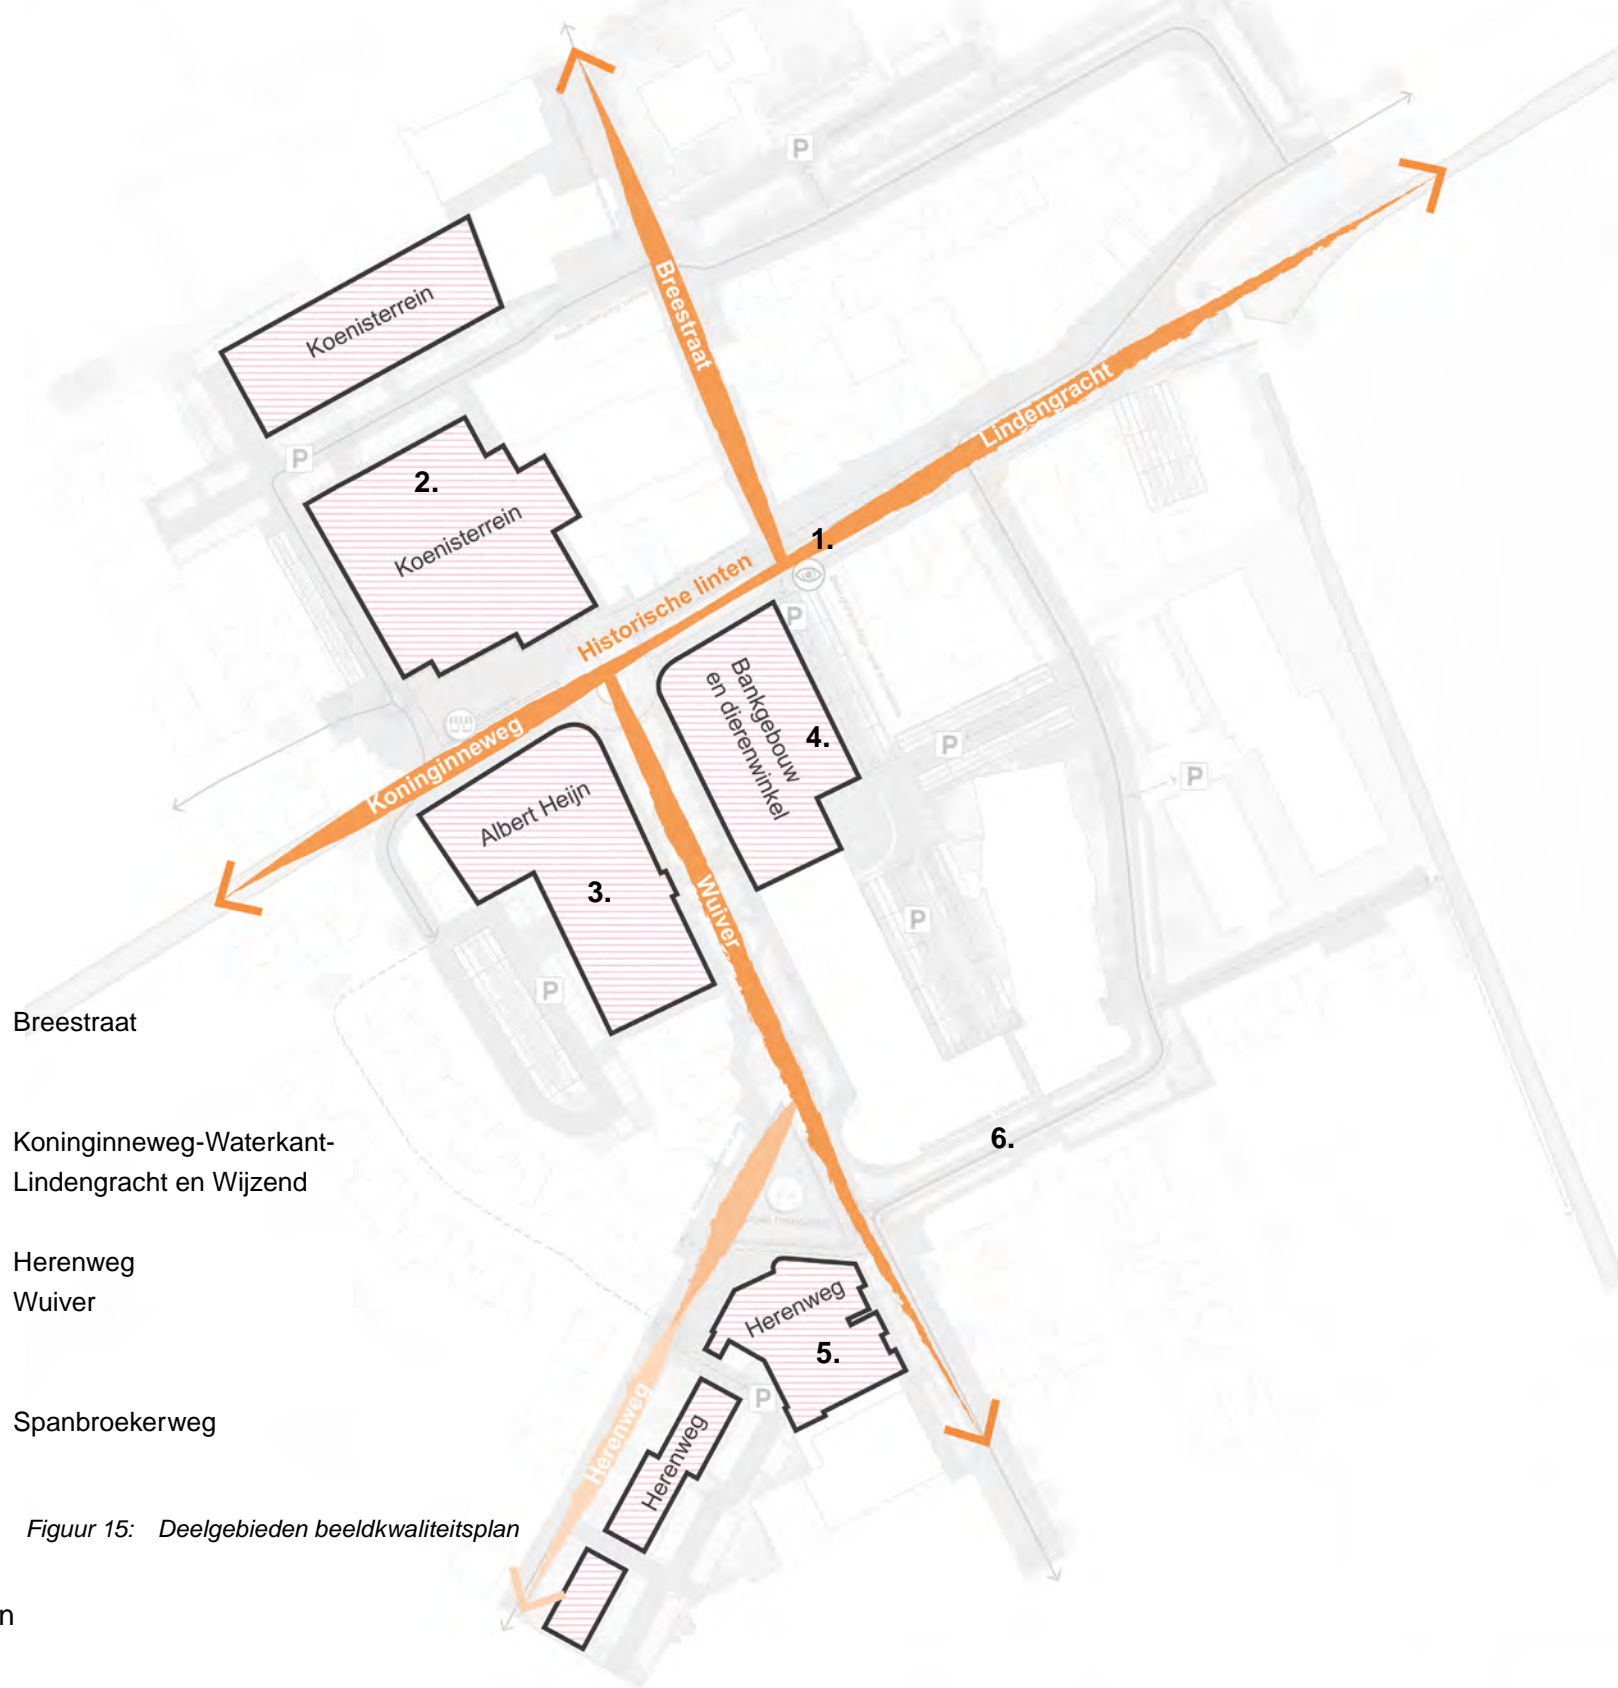 P
Breestraat
Koenisterrein
Lindengracht
P
2.
Koenisterrein
1.
Historische linten
P
Bankgebouw
en dierenwinkel
4.
P
P
Koninginneweg
Albert Heijn
3.
Wuiver
P
P
Breestraat
Koninginneweg-Waterkant-
Lindengracht en Wijzend
6.
Herenweg
Wuiver
Herenweg
5.
P
Herenweg
Herenweg
Spanbroekerweg
Figuur 15: Deelgebieden beeldkwaliteitsplan
n